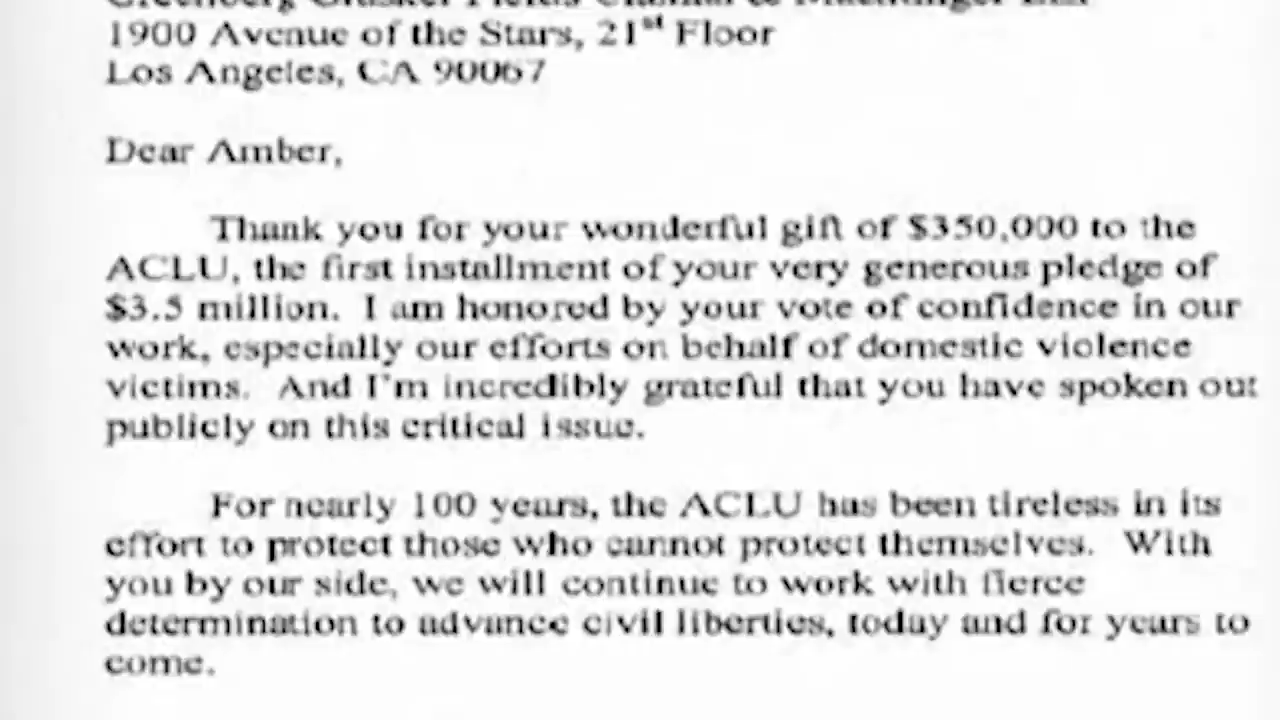 1900 Avenue of the Stars, 21st Floor
Los Angeles, CA 90067
Dear Amber,
Thank you for your wonderful gift of $350,000 to the
ACLU, the first installment of your very generous pledge of
$3.5 million. I am honored by your vote of confidence in our
work, especially our efforts on behalf of domestic violence
victims. And I'm incredibly grateful that you have spoken out
publicly on this critical issue.
For nearly 100 years, the ACLU has been tireless in its
effort to protect those who cannot protect themselves. With
you by our side, we will continue to work with fierce
determination to advance civil liberties, today and for years to
come.